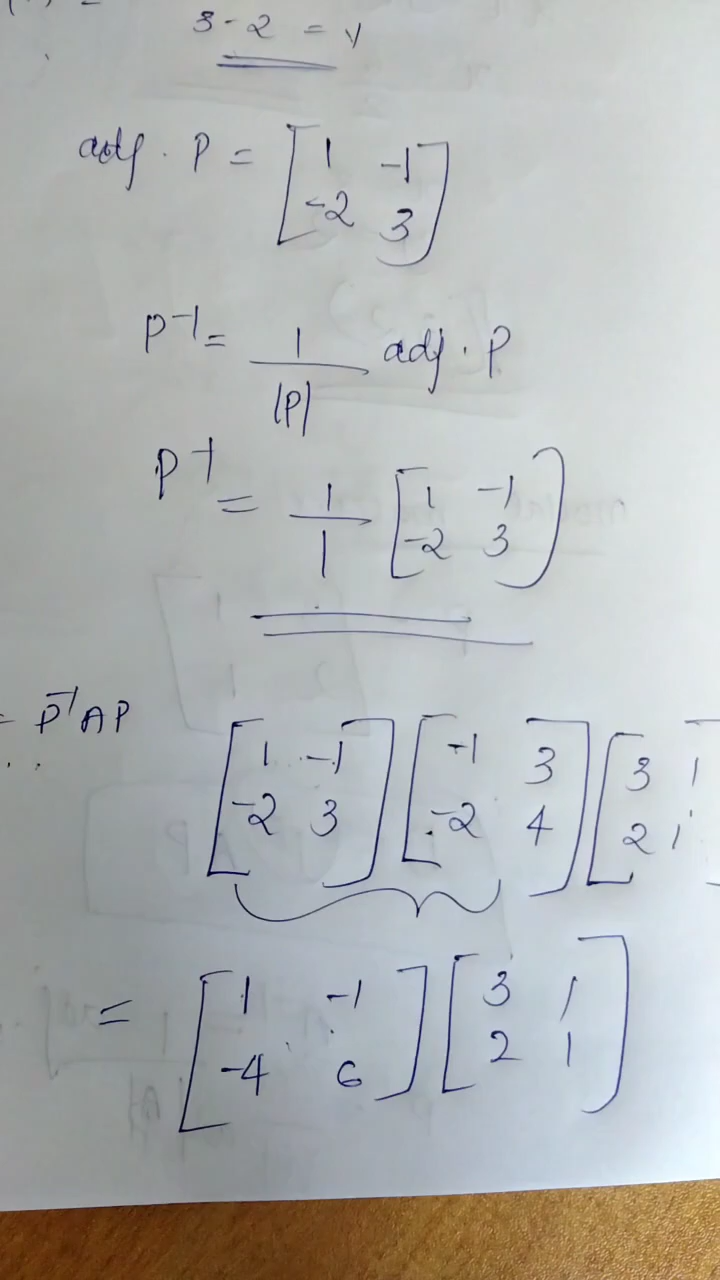 3 - 2 = 1
adj . P = [1 -1
-2 3]
P-1 = 1/|P| adj . P
P-1 = 1/1 [1 -1
-2 3]
= P-1AP [1 -1 [-1 3 [3 1
-2 3] -2 4] 2 1
= [1 -1 [3 1
-4 6] 2 1]